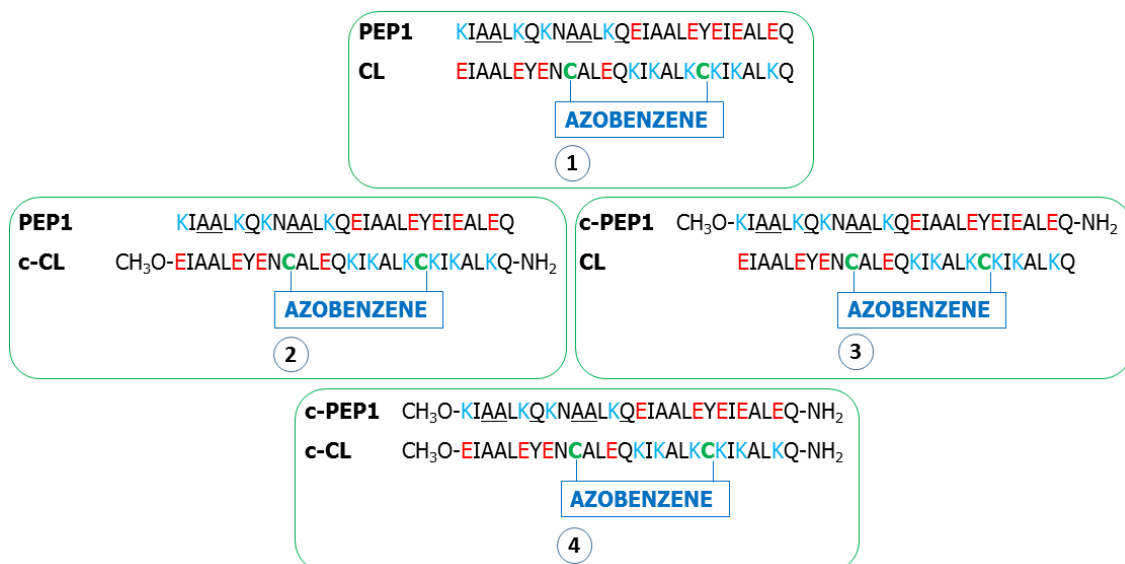 PEP1 KIAALKQKNAALKQEIAALEYEIEALEQ
CL EIAALEYENCALEQKIKALKCKIKALKQ
AZOBENZENE
1
PEP1 KIAALKQKNAALKQEIAALEYEIEALEQ
c-CL CH₃O-EIAALEYENCALEQKIKALKCKIKALKQ-NH₂
AZOBENZENE
2
c-PEP1 CH₃O-KIAALKQKNAALKQEIAALEYEIEALEQ-NH₂
CL EIAALEYENCALEQKIKALKCKIKALKQ
AZOBENZENE
3
c-PEP1 CH₃O-KIAALKQKNAALKQEIAALEYEIEALEQ-NH₂
c-CL CH₃O-EIAALEYENCALEQKIKALKCKIKALKQ-NH₂
AZOBENZENE
4